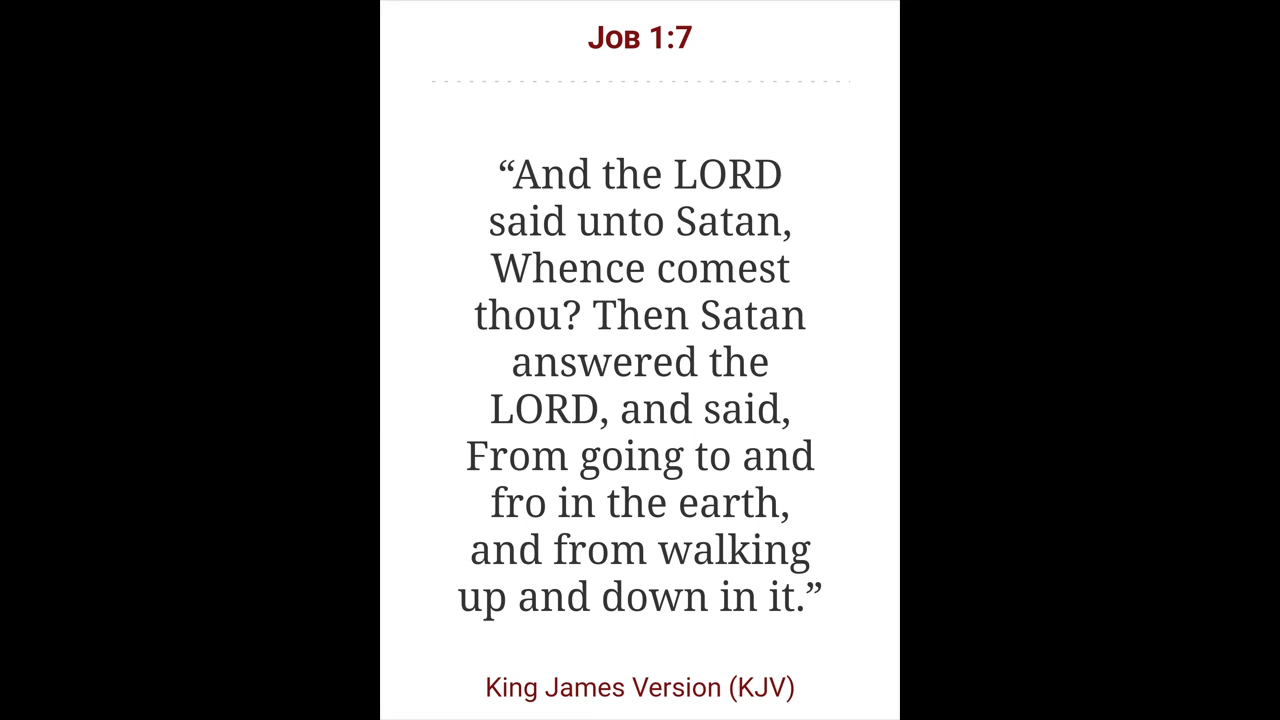 Job 1:7
“And the LORD
said unto Satan,
Whence comest
thou? Then Satan
answered the
LORD, and said,
From going to and
fro in the earth,
and from walking
up and down in it.”
King James Version (KJV)